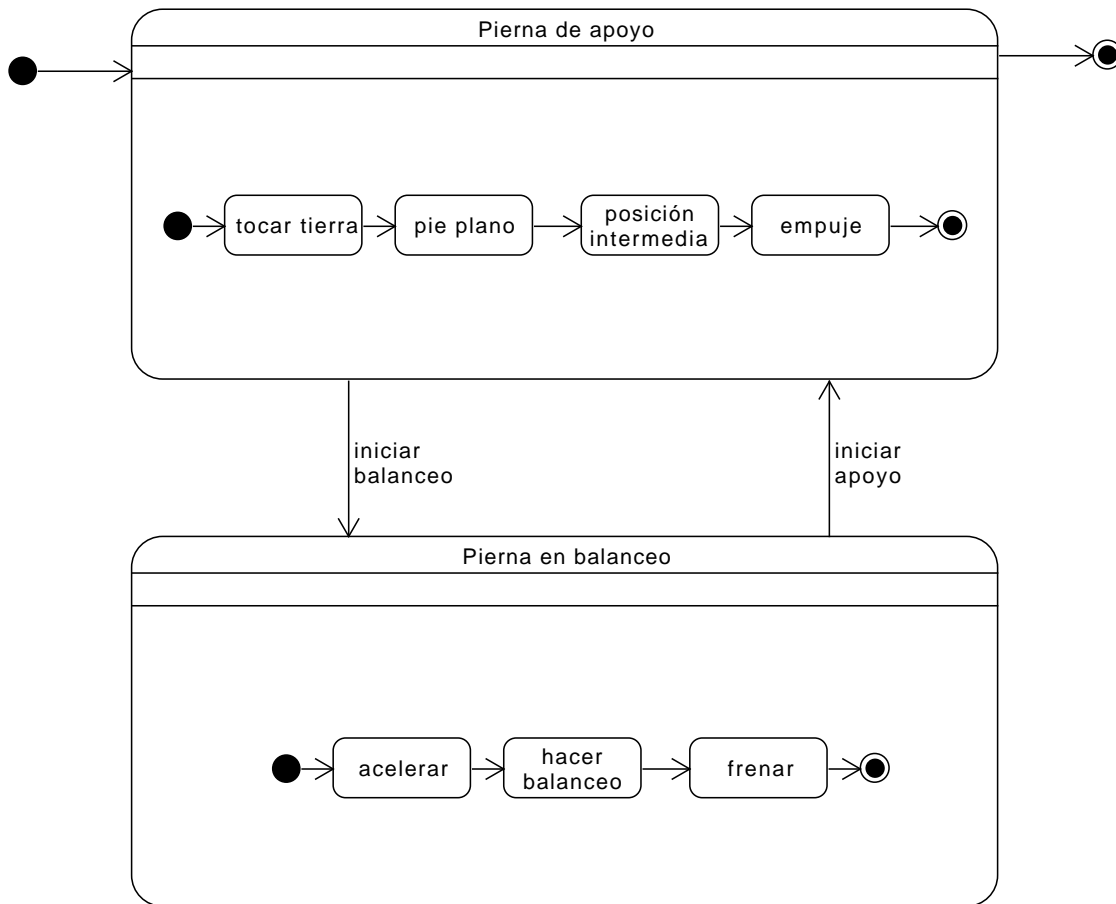 Pierna de apoyo
tocar tierra
pie plano
posición
intermedia
empuje
iniciar
balanceo
iniciar
apoyo
Pierna en balanceo
acelerar
hacer
balanceo
frenar